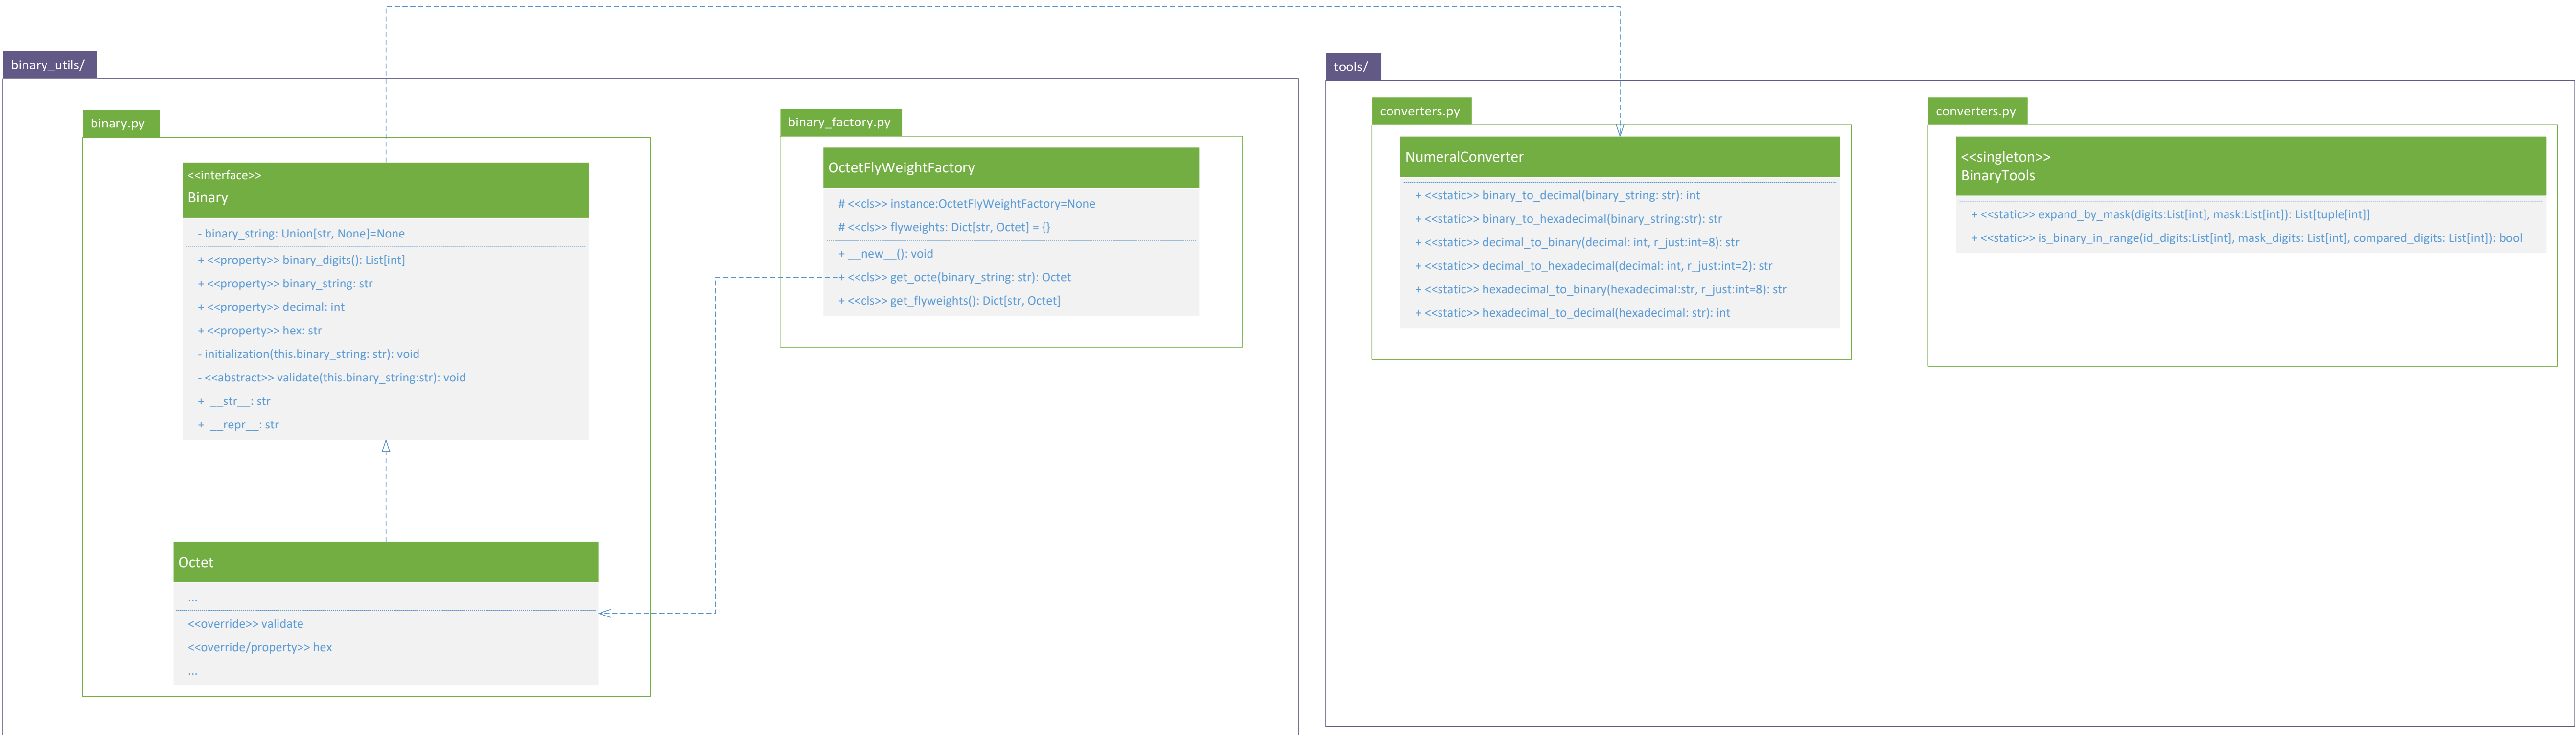 binary_utils/
binary.py
<<interface>>
Binary
- binary_string: Union[str, None]=None
+ <<property>> binary_digits(): List[int]
+ <<property>> binary_string: str
+ <<property>> decimal: int
+ <<property>> hex: str
- initialization(this.binary_string: str): void
- <<abstract>> validate(this.binary_string:str): void
+ __str__: str
+ __repr__: str
Octet
...
<<override>> validate
<<override/property>> hex
...
binary_factory.py
OctetFlyWeightFactory
# <<cls>> instance:OctetFlyWeightFactory=None
# <<cls>> flyweights: Dict[str, Octet] = {}
+ __new__(): void
+ <<cls>> get_octe(binary_string: str): Octet
+ <<cls>> get_flyweights(): Dict[str, Octet]
tools/
converters.py
NumeralConverter
+ <<static>> binary_to_decimal(binary_string: str): int
+ <<static>> binary_to_hexadecimal(binary_string:str): str
+ <<static>> decimal_to_binary(decimal: int, r_just:int=8): str
+ <<static>> decimal_to_hexadecimal(decimal: int, r_just:int=2): str
+ <<static>> hexadecimal_to_binary(hexadecimal:str, r_just:int=8): str
+ <<static>> hexadecimal_to_decimal(hexadecimal: str): int
converters.py
<<singleton>>
BinaryTools
+ <<static>> expand_by_mask(digits:List[int], mask:List[int]): List[tuple[int]]
+ <<static>> is_binary_in_range(id_digits:List[int], mask_digits: List[int], compared_digits: List[int]): bool